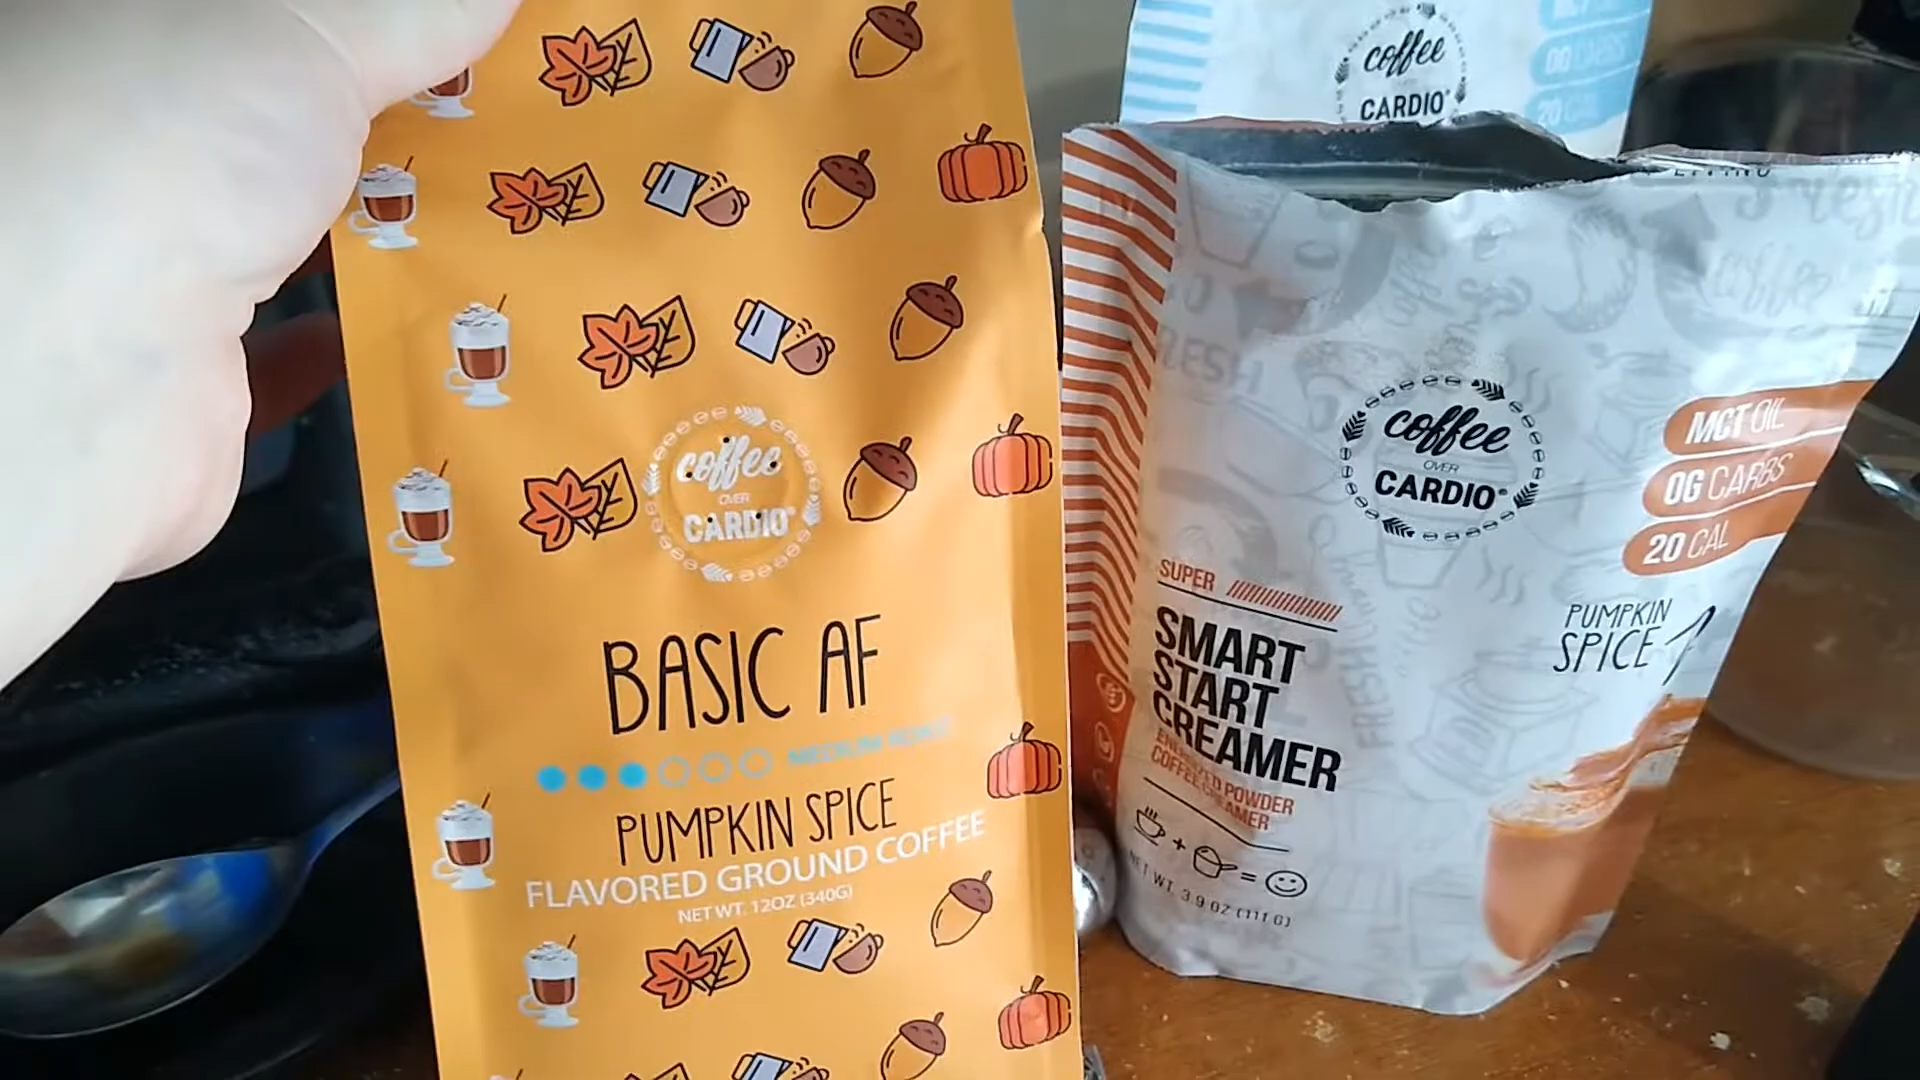 coffee
OVER
CARDIO®
BASIC AF
MEDIUM ROAST
PUMPKIN SPICE
FLAVORED GROUND COFFEE
NET WT. 12OZ (340G)
coffee
CARDIO®
0G CARBS
20 CAL
coffee
OVER
CARDIO®
MCT OIL
0G CARBS
20 CAL
PUMPKIN
SPICE
SUPER
SMART
START
CREAMER
ENERGIZED POWDER
COFFEE CREAMER
NET WT. 3.9 OZ (111 G)